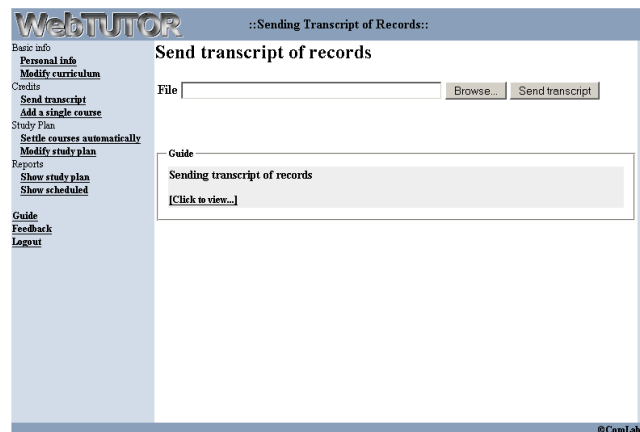 WebTUTOR
::Sending Transcript of Records::
Basic info
Personal info
Modify curriculum
Credits
Send transcript
Add a single course
Study Plan
Settle courses automatically
Modify study plan
Reports
Show study plan
Show scheduled
Guide
Feedback
Logout
Send transcript of records
File Browse... Send transcript
Guide
Sending transcript of records
[Click to view...]
©ComLab